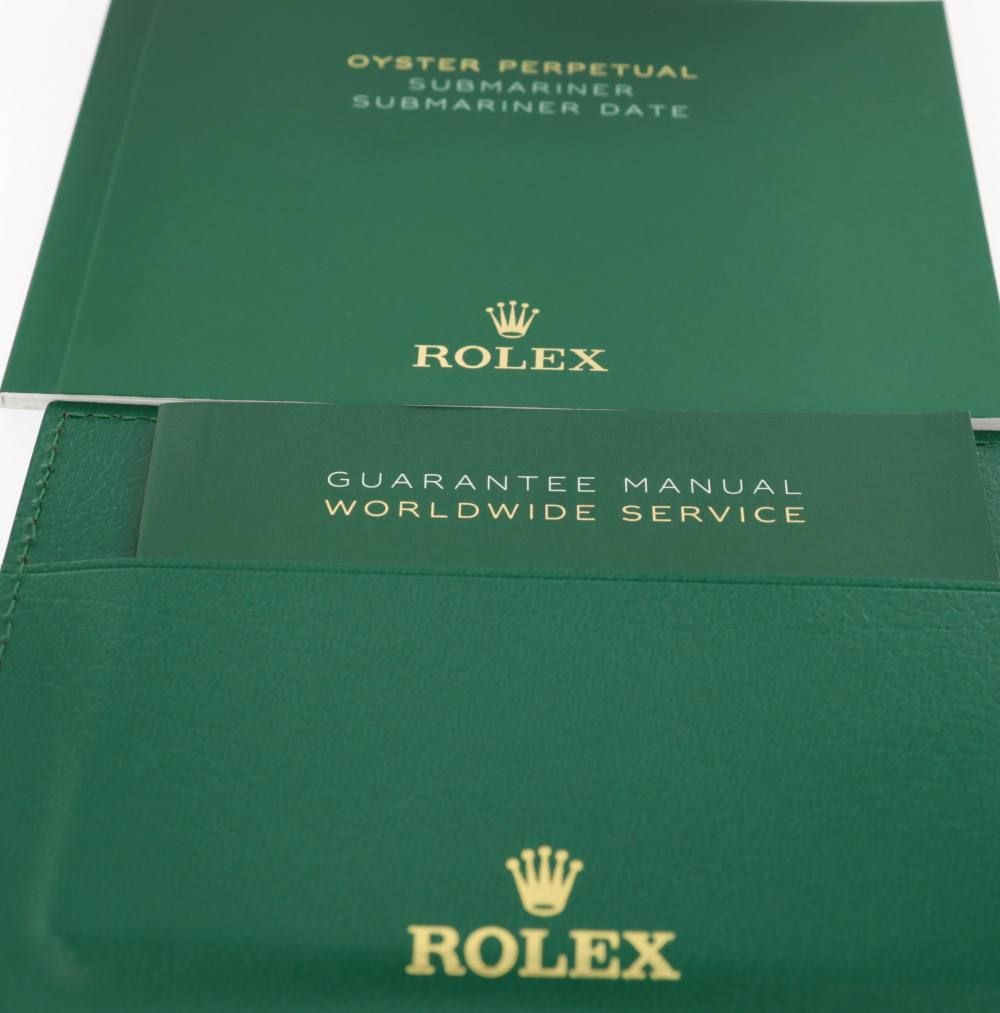 OYSTER PERPETUAL
SUBMARINER
SUBMARINER DATE
ROLEX
GUARANTEE MANUAL
WORLDWIDE SERVICE
ROLEX